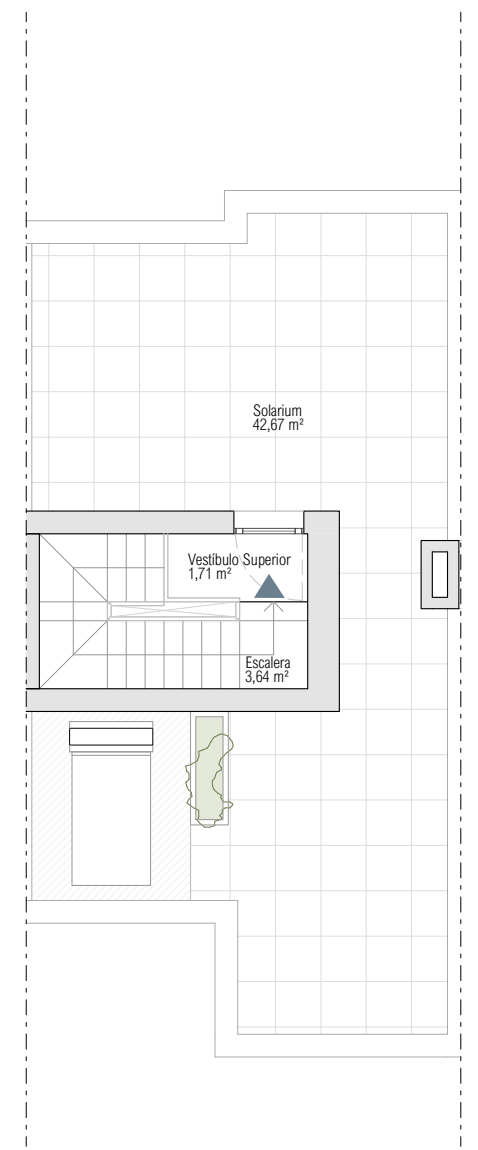 Solarium
42,67 m²
Vestíbulo Superior
1,71 m²
Escalera
3,64 m²